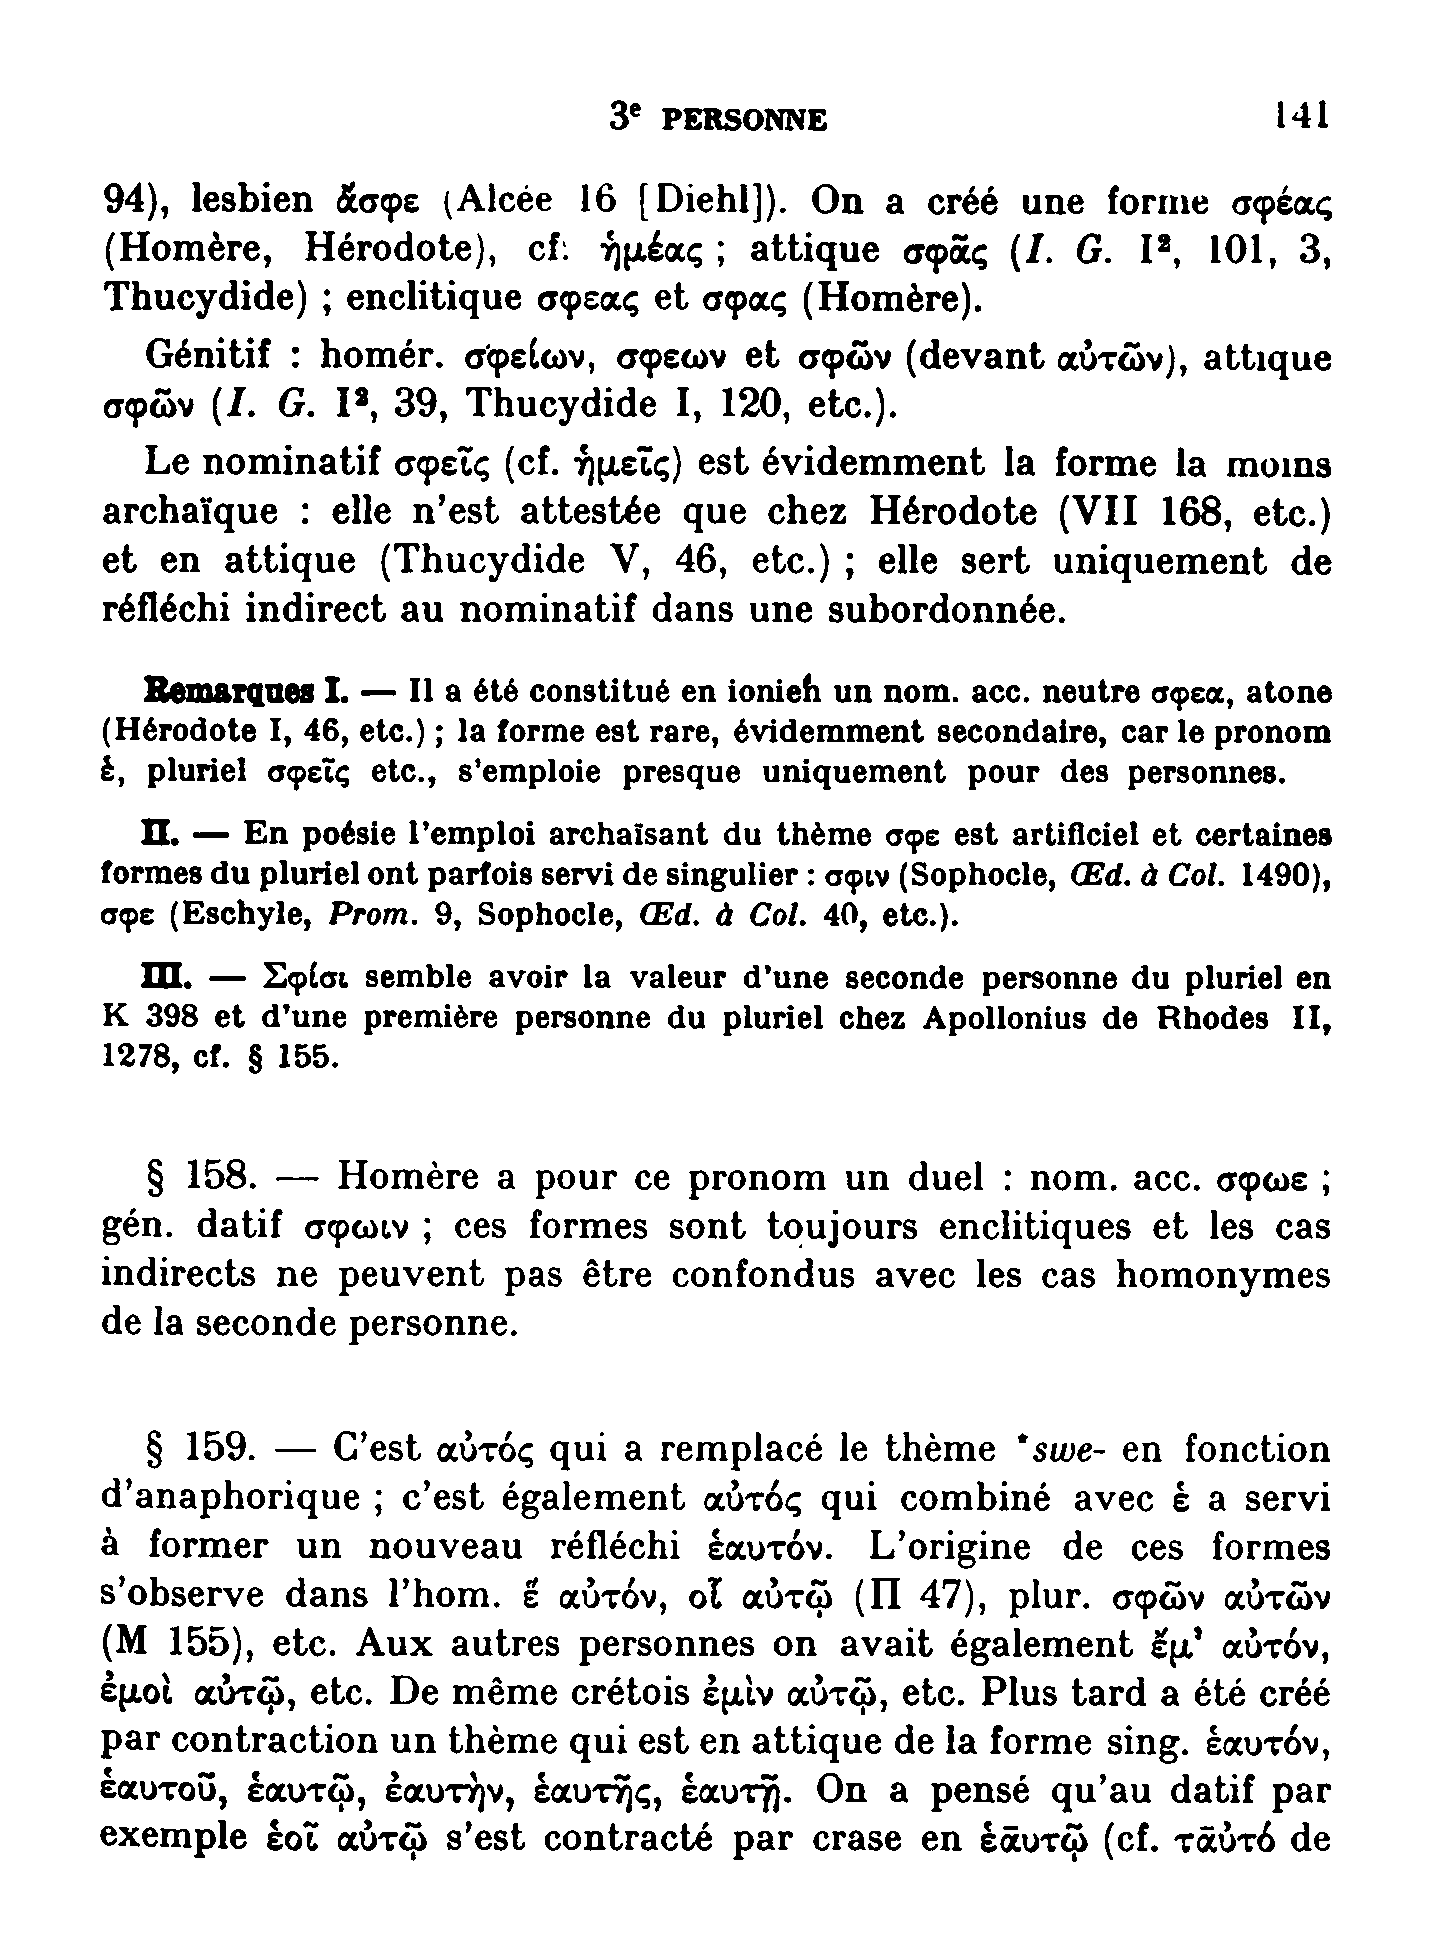 3ᵉ PERSONNE 141
94), lesbien ἄσφε (Alcée 16 [Diehl]). On a créé une forme σφέας
(Homère, Hérodote), cf. ἡμέας ; attique σφᾶς (I. G. I², 101, 3,
Thucydide) ; enclitique σφεας et σφας (Homère).
Génitif : homér. σφείων, σφεων et σφῶν (devant αὐτῶν), attique
σφῶν (I. G. I², 39, Thucydide I, 120, etc.).
Le nominatif σφεῖς (cf. ἡμεῖς) est évidemment la forme la moins
archaïque : elle n’est attestée que chez Hérodote (VII 168, etc.)
et en attique (Thucydide V, 46, etc.) ; elle sert uniquement de
réfléchi indirect au nominatif dans une subordonnée.
Remarques I. — Il a été constitué en ionien un nom. acc. neutre σφεα, atone
(Hérodote I, 46, etc.) ; la forme est rare, évidemment secondaire, car le pronom
ἑ, pluriel σφεῖς etc., s’emploie presque uniquement pour des personnes.
II. — En poésie l’emploi archaïsant du thème σφε est artificiel et certaines
formes du pluriel ont parfois servi de singulier : σφιν (Sophocle, Œd. à Col. 1490),
σφε (Eschyle, Prom. 9, Sophocle, Œd. à Col. 40, etc.).
III. — Σφίσι semble avoir la valeur d’une seconde personne du pluriel en
K 398 et d’une première personne du pluriel chez Apollonius de Rhodes II,
1278, cf. § 155.
§ 158. — Homère a pour ce pronom un duel : nom. acc. σφωε ;
gén. datif σφωιν ; ces formes sont toujours enclitiques et les cas
indirects ne peuvent pas être confondus avec les cas homonymes
de la seconde personne.
§ 159. — C’est αὐτός qui a remplacé le thème *swe- en fonction
d’anaphorique ; c’est également αὐτός qui combiné avec ἑ a servi
à former un nouveau réfléchi ἑαυτόν. L’origine de ces formes
s’observe dans l’hom. ἓ αὐτόν, οἷ αὐτῷ (Π 47), plur. σφῶν αὐτῶν
(M 155), etc. Aux autres personnes on avait également ἔμ’ αὐτόν,
ἐμοὶ αὐτῷ, etc. De même crétois ἐμὶν αὐτῷ, etc. Plus tard a été créé
par contraction un thème qui est en attique de la forme sing. ἑαυτόν,
ἑαυτοῦ, ἑαυτῷ, ἑαυτὴν, ἑαυτῆς, ἑαυτῇ. On a pensé qu’au datif par
exemple ἑοῖ αὐτῷ s’est contracté par crase en ἑᾱυτῷ (cf. τᾱὐτό de